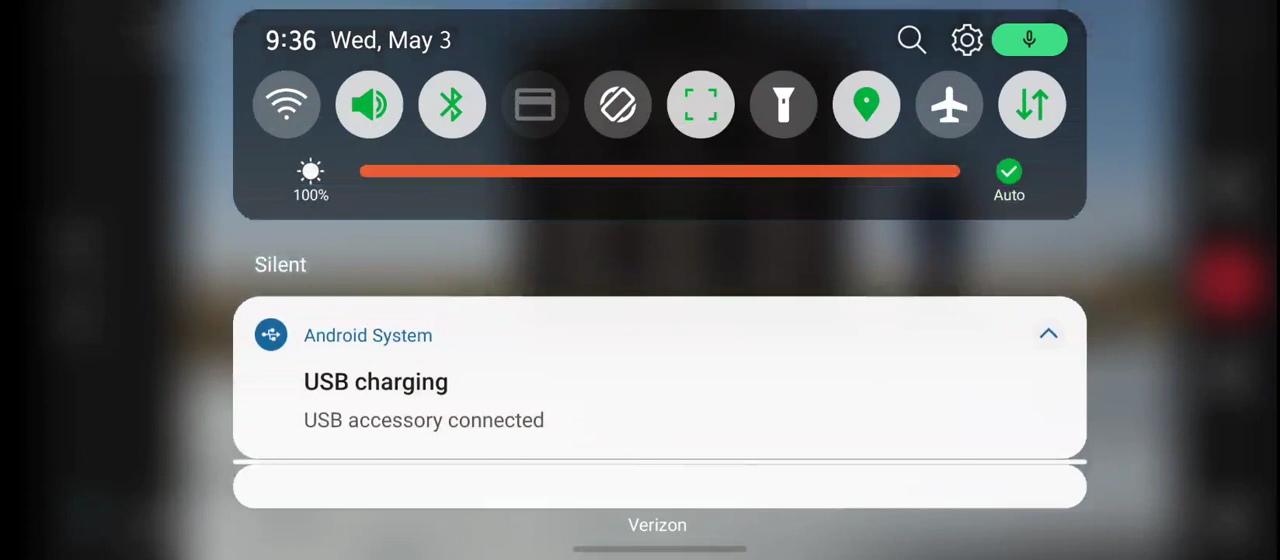 9:36 Wed, May 3
100%
Auto
Silent
Android System
USB charging
USB accessory connected
Verizon